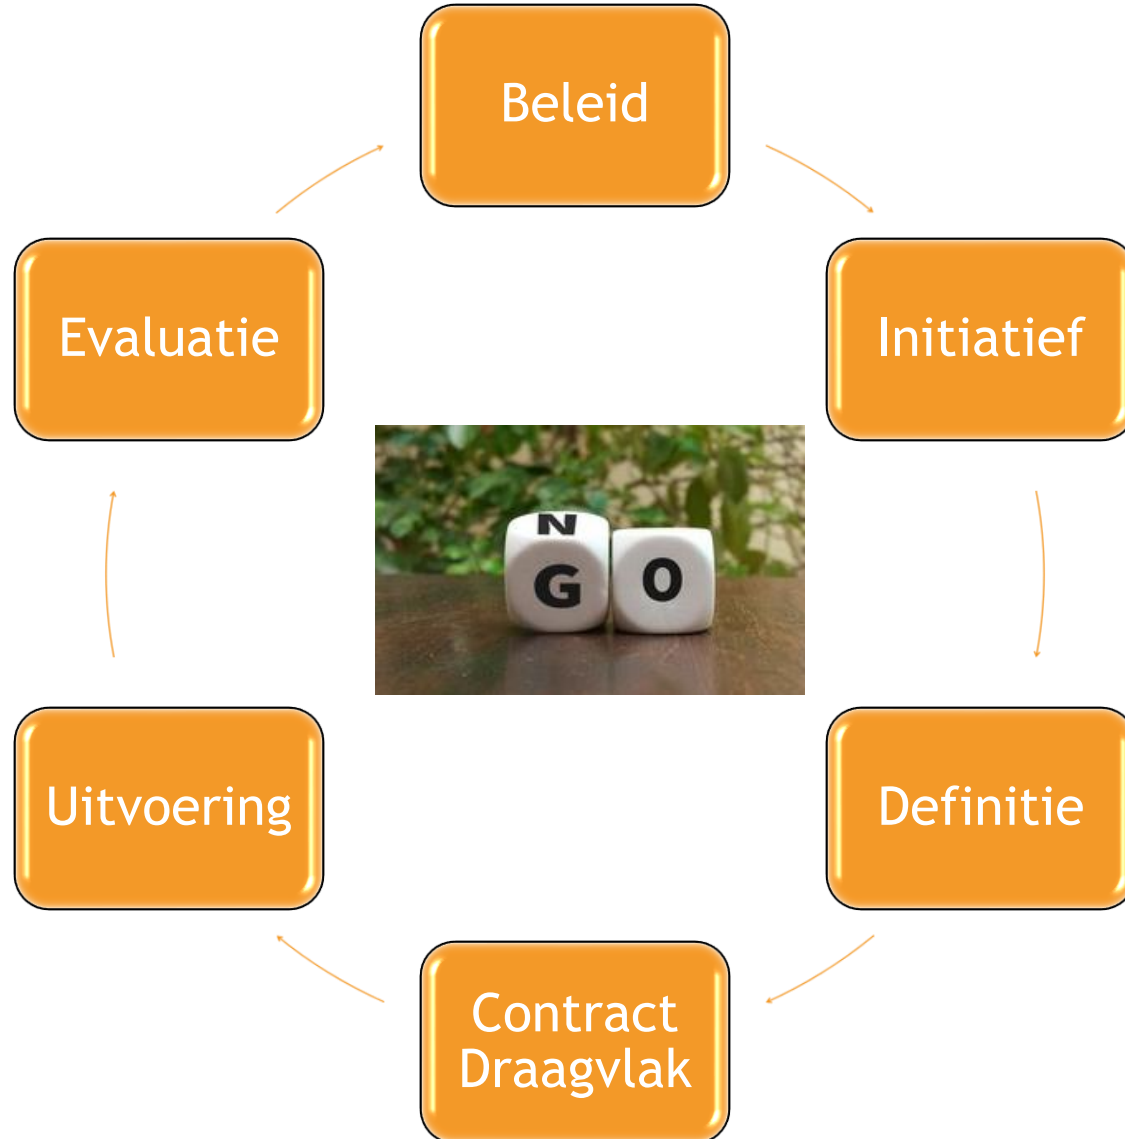 Beleid
Initiatief
Definitie
Contract
Draagvlak
Uitvoering
Evaluatie
N
G O